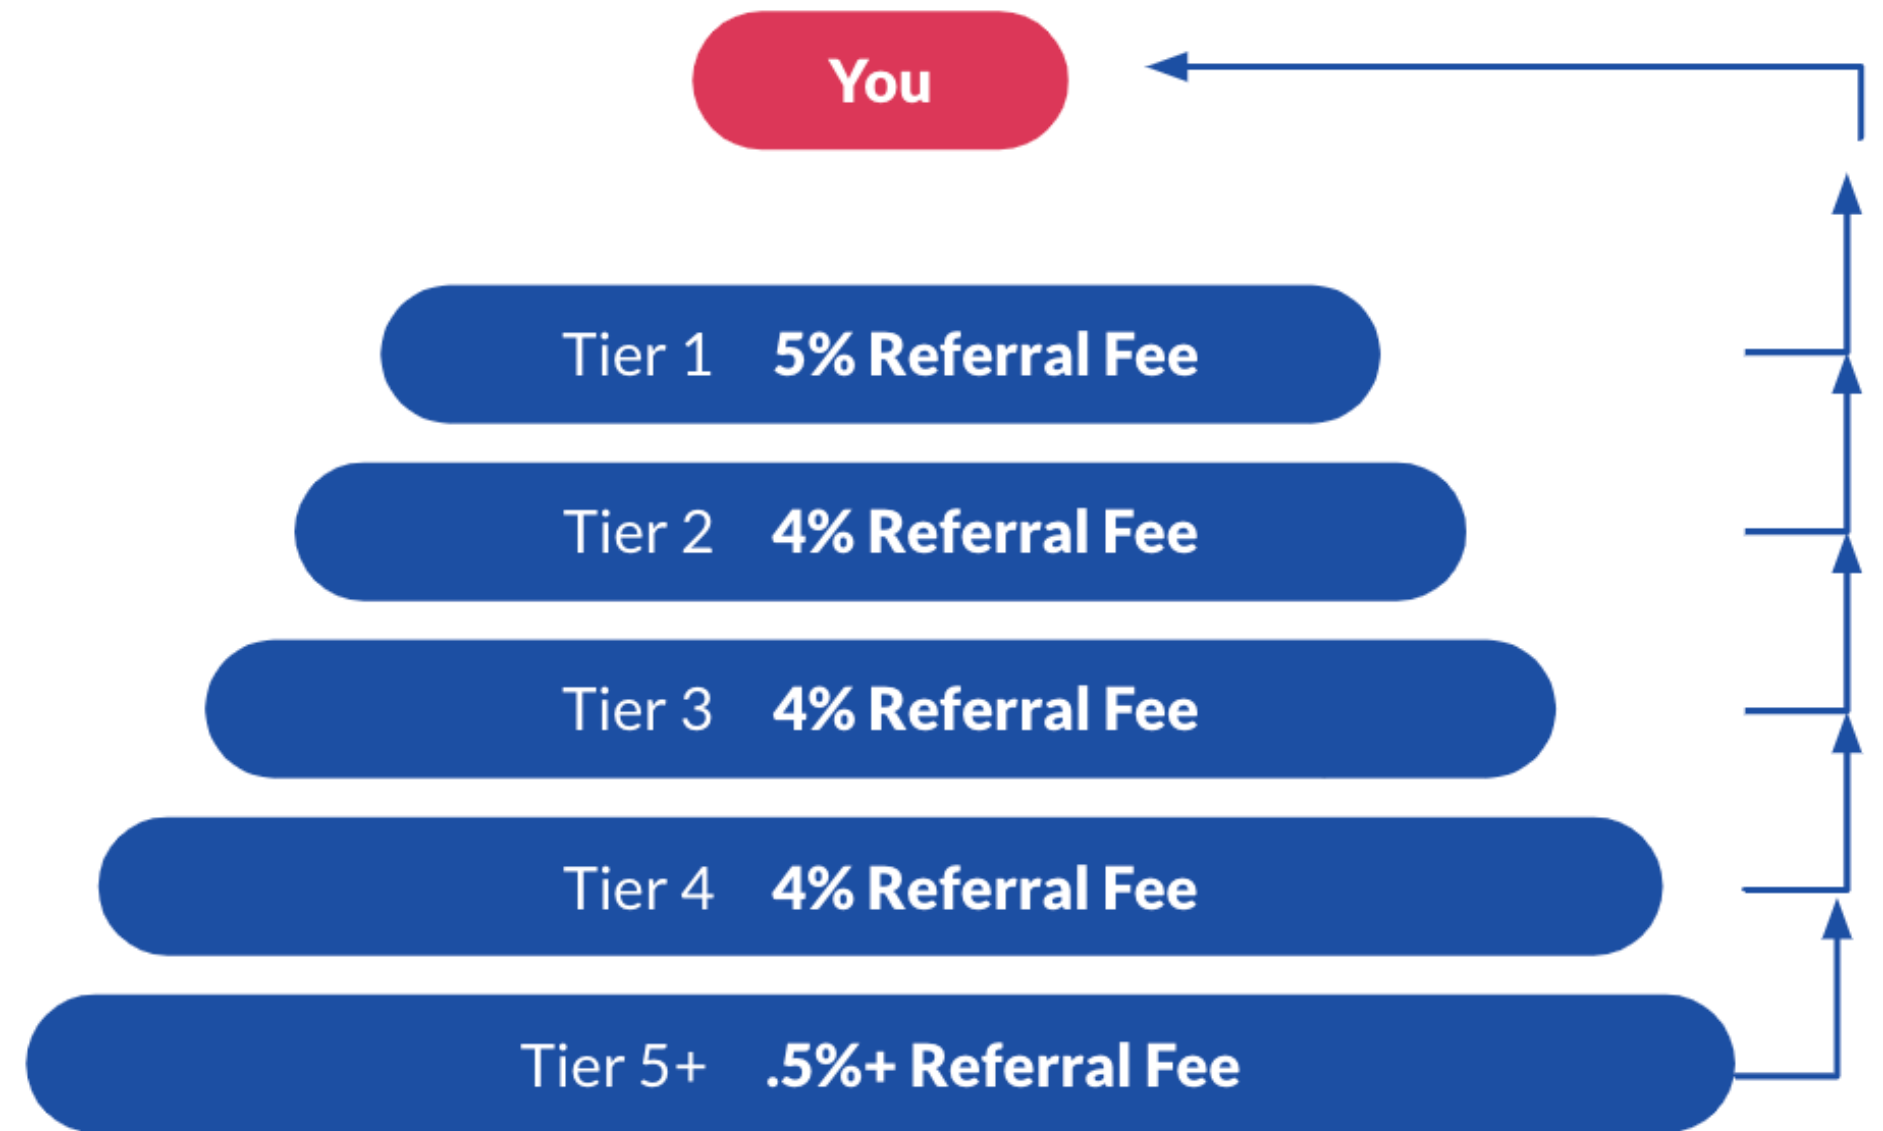 You
Tier 1 5% Referral Fee
Tier 2 4% Referral Fee
Tier 3 4% Referral Fee
Tier 4 4% Referral Fee
Tier 5+ .5%+ Referral Fee